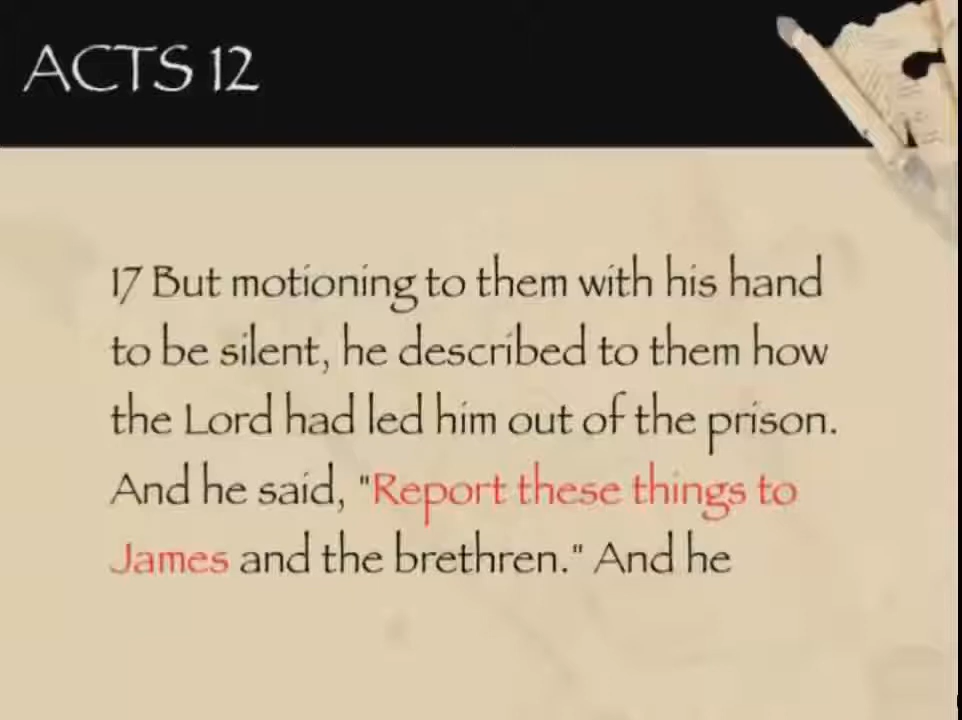 ACTS 12
17 But motioning to them with his hand
to be silent, he described to them how
the Lord had led him out of the prison.
And he said, "Report these things to
James and the brethren." And he